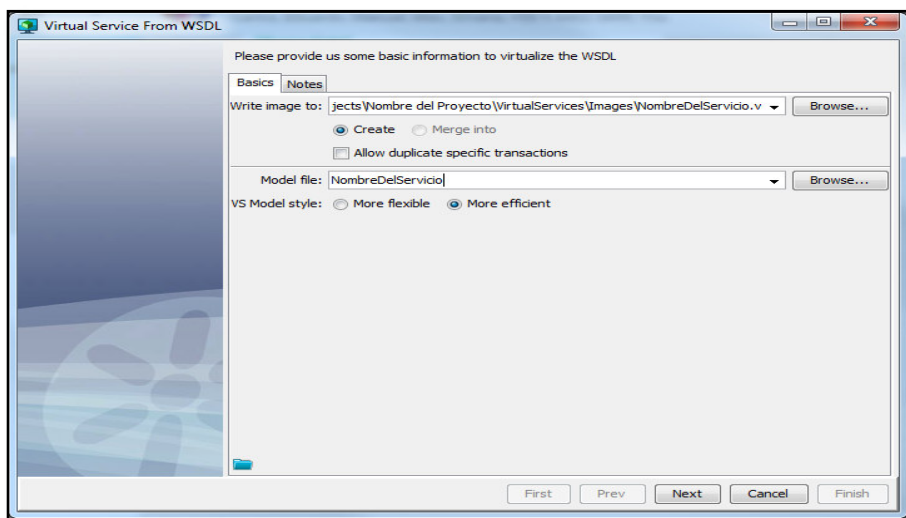 Virtual Service From WSDL
Please provide us some basic information to virtualize the WSDL
Basics Notes
Write image to: jects\Nombre del Proyecto\VirtualServices\Images\NombreDelServicio.v Browse...
Create Merge into
Allow duplicate specific transactions
Model file: NombreDelServicio Browse...
VS Model style: More flexible More efficient
First Prev Next Cancel Finish